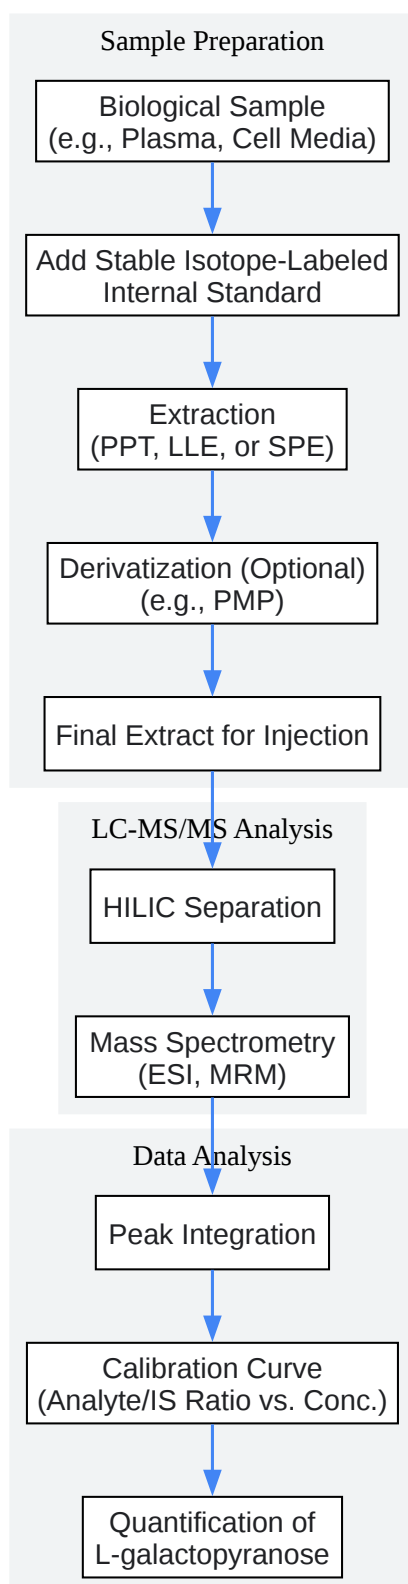 Sample Preparation
Biological Sample
(e.g., Plasma, Cell Media)
Add Stable Isotope-Labeled
Internal Standard
Extraction
(PPT, LLE, or SPE)
Derivatization (Optional)
(e.g., PMP)
Final Extract for Injection
LC-MS/MS Analysis
HILIC Separation
Mass Spectrometry
(ESI, MRM)
Data Analysis
Peak Integration
Calibration Curve
(Analyte/IS Ratio vs. Conc.)
Quantification of
L-galactopyranose